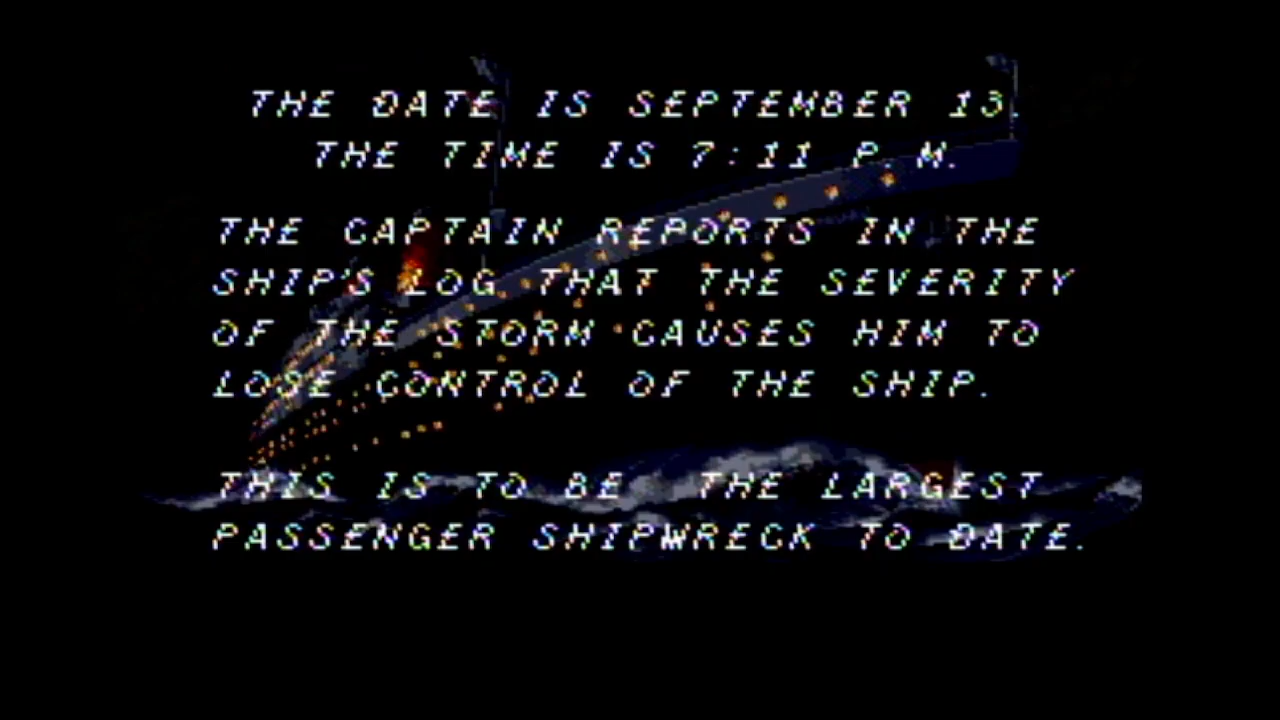 THE DATE IS SEPTEMBER 13.
THE TIME IS 7:11 P.M.
THE CAPTAIN REPORTS IN THE
SHIP'S LOG THAT THE SEVERITY
OF THE STORM CAUSES HIM TO
LOSE CONTROL OF THE SHIP.
THIS IS TO BE THE LARGEST
PASSENGER SHIPWRECK TO DATE.